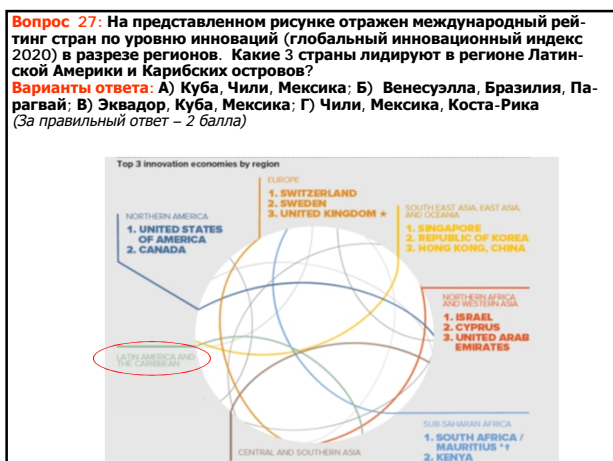 Вопрос 27: На представленном рисунке отражен международный рей-
тинг стран по уровню инноваций (глобальный инновационный индекс
2020) в разрезе регионов. Какие 3 страны лидируют в регионе Латин-
ской Америки и Карибских островов?
Варианты ответа: А) Куба, Чили, Мексика; Б) Венесуэлла, Бразилия, Па-
рагвай; В) Эквадор, Куба, Мексика; Г) Чили, Мексика, Коста-Рика
(За правильный ответ – 2 балла)
Top 3 innovation economies by region
EUROPE
1. SWITZERLAND
2. SWEDEN
3. UNITED KINGDOM ★
NORTHERN AMERICA
1. UNITED STATES
OF AMERICA
2. CANADA
SOUTH EAST ASIA, EAST ASIA,
AND OCEANIA
1. SINGAPORE
2. REPUBLIC OF KOREA
3. HONG KONG, CHINA
NORTHERN AFRICA
AND WESTERN ASIA
1. ISRAEL
2. CYPRUS
3. UNITED ARAB
EMIRATES
LATIN AMERICA AND
THE CARIBBEAN
SUB-SAHARAN AFRICA
1. SOUTH AFRICA /
MAURITIUS *†
2. KENYA
CENTRAL AND SOUTHERN ASIA